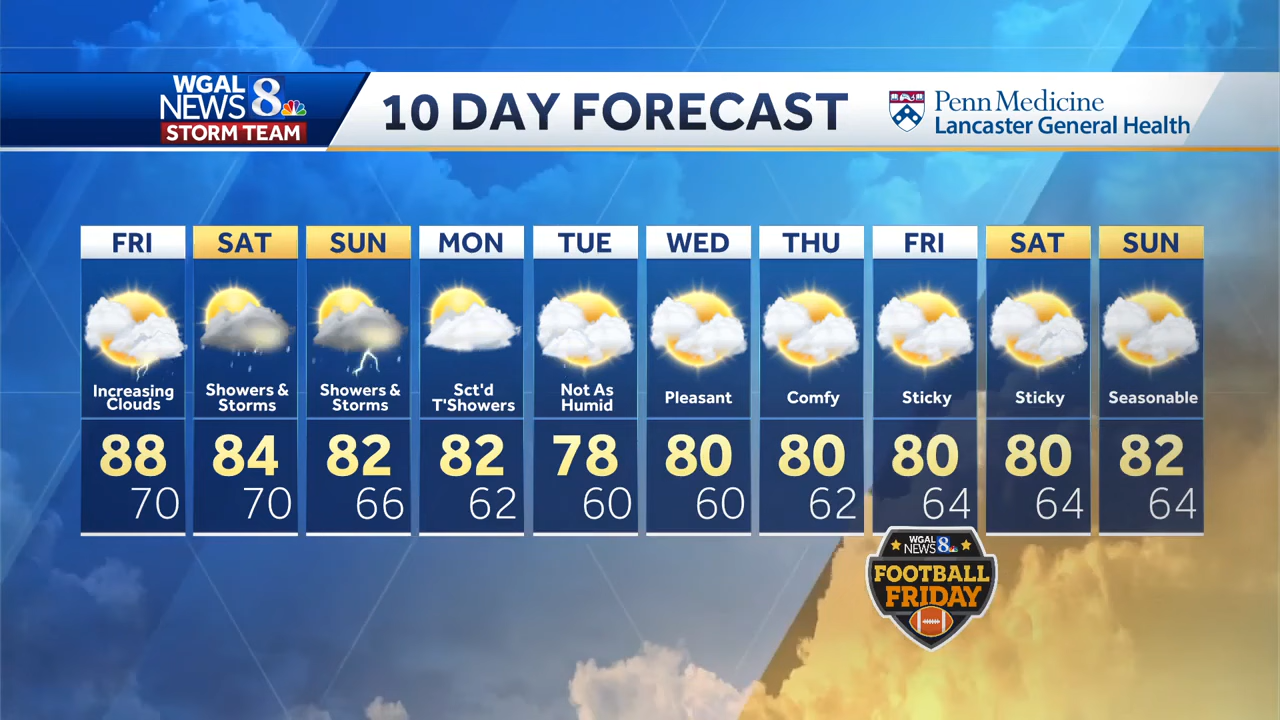 WGAL
NEWS 8
STORM TEAM
10 DAY FORECAST
Penn Medicine
Lancaster General Health
FRI SAT SUN MON TUE WED THU FRI SAT SUN
Increasing
Clouds
Showers &
Storms
Showers &
Storms
Sct'd
T'Showers
Not As
Humid
Pleasant
Comfy
Sticky
Sticky
Seasonable
88 84 82 82 78 80 80 80 80 82
70 70 66 62 60 60 62 64 64 64
WGAL
NEWS 8
FOOTBALL
FRIDAY